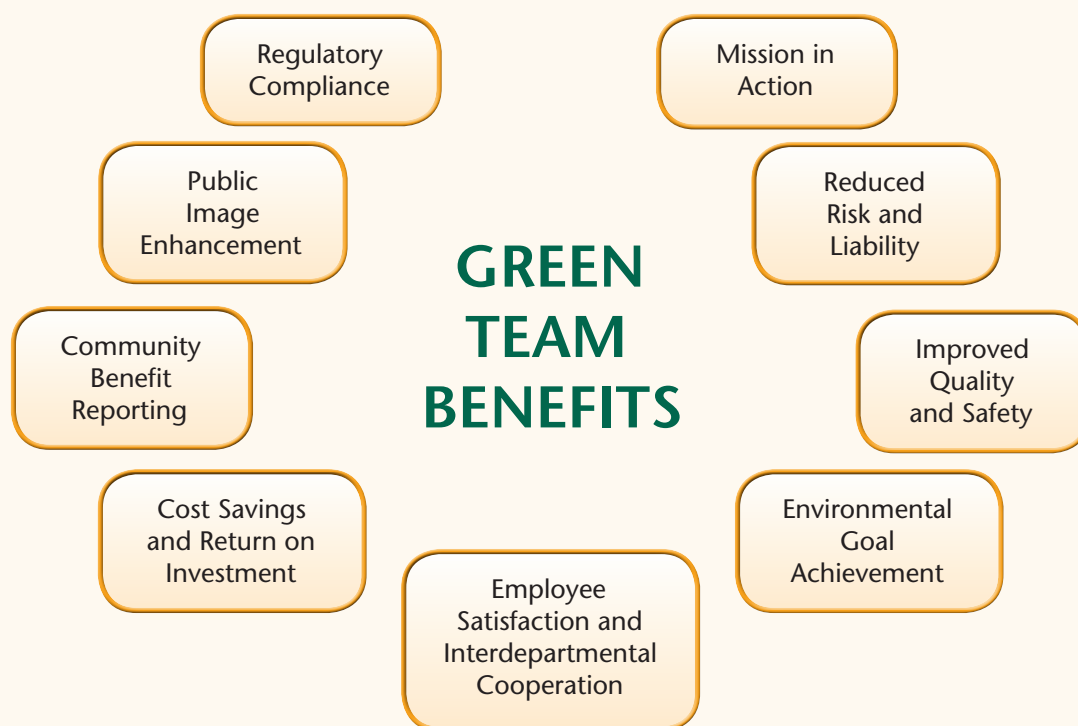 Regulatory
Compliance
Mission in
Action
Public
Image
Enhancement
Reduced
Risk and
Liability
GREEN
TEAM
BENEFITS
Community
Benefit
Reporting
Improved
Quality
and Safety
Cost Savings
and Return on
Investment
Environmental
Goal
Achievement
Employee
Satisfaction and
Interdepartmental
Cooperation